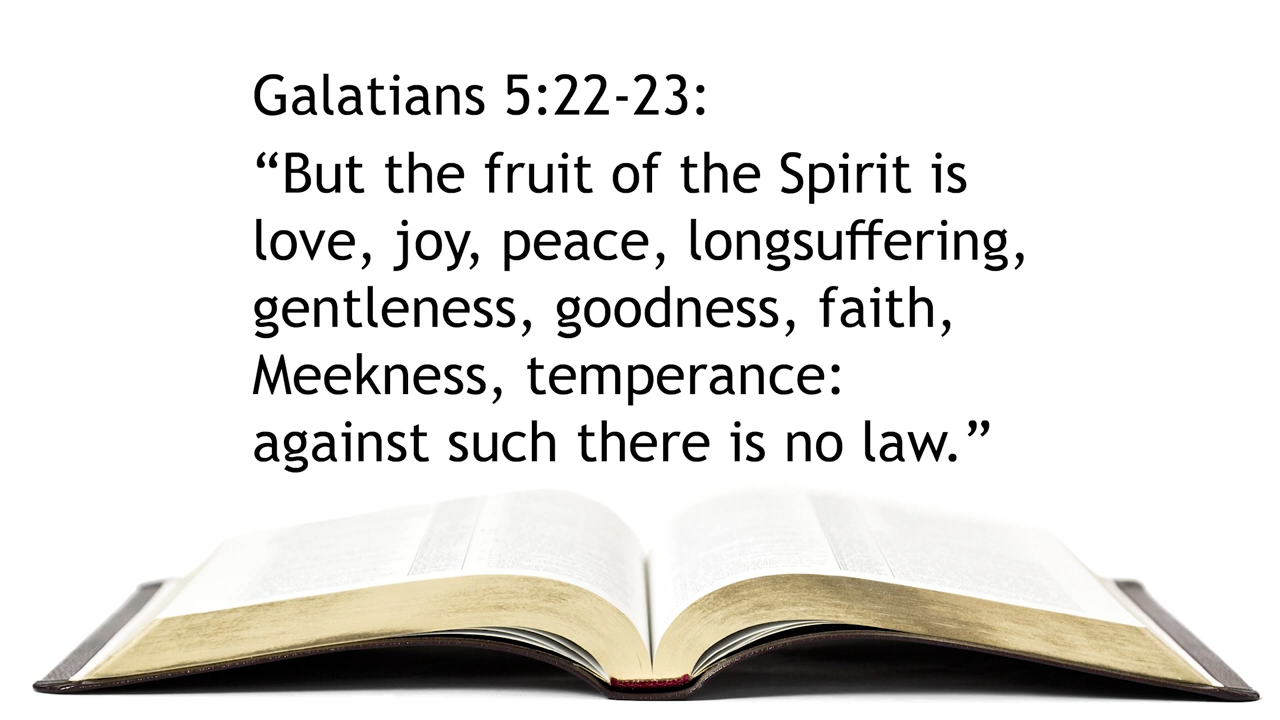 Galatians 5:22-23:
“But the fruit of the Spirit is
love, joy, peace, longsuffering,
gentleness, goodness, faith,
Meekness, temperance:
against such there is no law.”